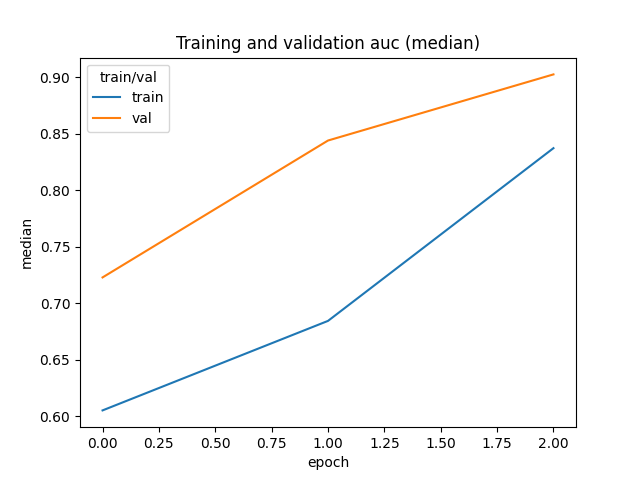 Training and validation auc (median)
train/val
train
val
0.90
0.85
0.80
0.75
0.70
0.65
0.60
median
0.00 0.25 0.50 0.75 1.00 1.25 1.50 1.75 2.00
epoch